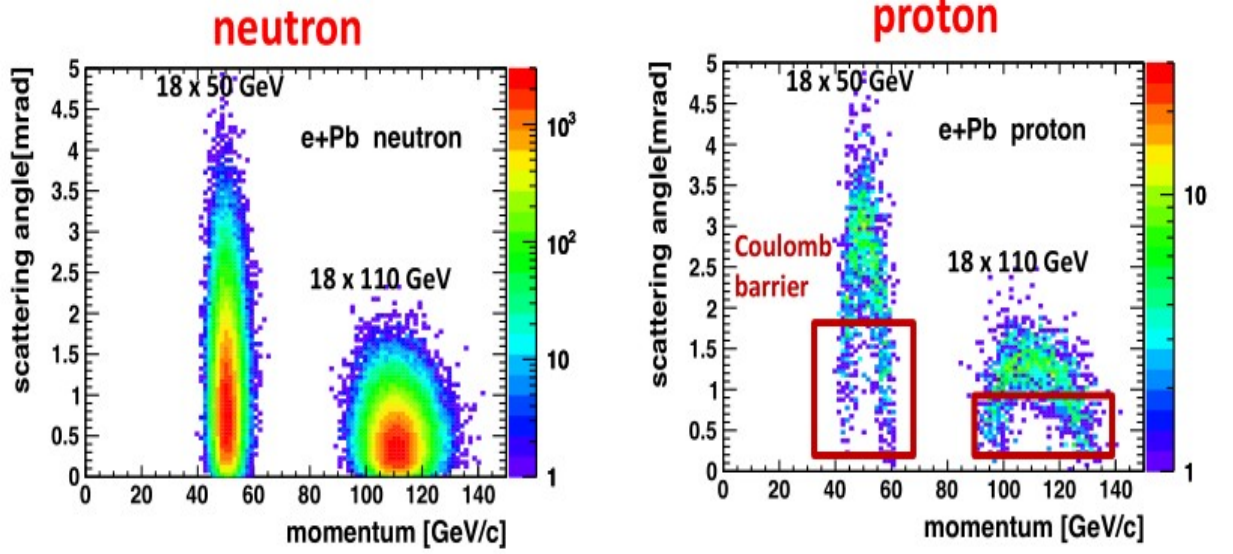 neutron
scattering angle[mrad]
5
4.5
4
3.5
3
2.5
2
1.5
1
0.5
0
18 x 50 GeV
e+Pb neutron
18 x 110 GeV
0 20 40 60 80 100 120 140
momentum [GeV/c]
10³
10²
10
1
proton
scattering angle[mrad]
5
4.5
4
3.5
3
2.5
2
1.5
1
0.5
0
18 x 50 GeV
e+Pb proton
Coulomb
barrier
18 x 110 GeV
0 20 40 60 80 100 120 140
momentum [GeV/c]
10
1